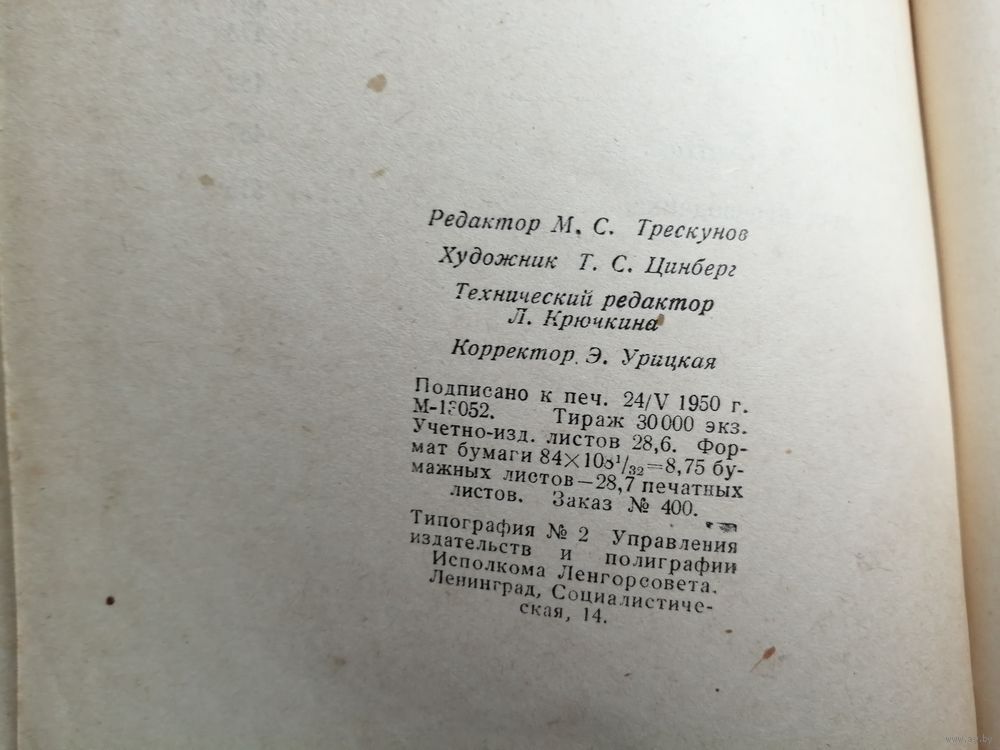 Редактор М. С. Трескунов
Художник Т. С. Цинберг
Технический редактор
Л. Крючкина
Корректор Э. Урицкая
Подписано к печ. 24/V 1950 г.
Тираж 30000 экз.
Учетно-изд. листов 28,6. Фор-
мат бумаги 84×108¹/₃₂=8,75 бу-
мажных листов—28,7 печатных
листов. Заказ № 400.
Типография № 2 Управления
издательств и полиграфии
Исполкома Ленгорсовета.
Ленинград, Социалистиче-
ская, 14.